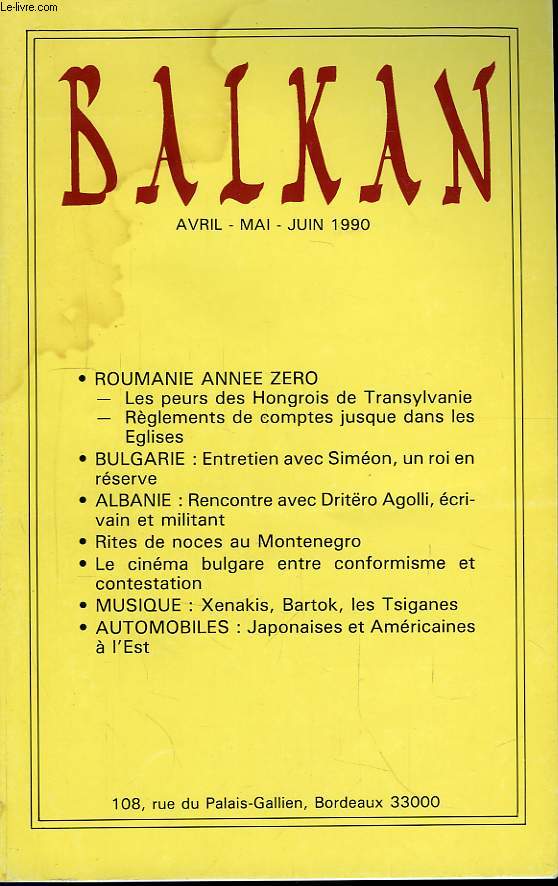 Le-livre.com
BALKAN
AVRIL - MAI - JUIN 1990
• ROUMANIE ANNEE ZERO
— Les peurs des Hongrois de Transylvanie
— Règlements de comptes jusque dans les
Eglises
• BULGARIE : Entretien avec Siméon, un roi en
réserve
• ALBANIE : Rencontre avec Dritëro Agolli, écri-
vain et militant
• Rites de noces au Montenegro
• Le cinéma bulgare entre conformisme et
contestation
• MUSIQUE : Xenakis, Bartok, les Tsiganes
• AUTOMOBILES : Japonaises et Américaines
à l'Est
108, rue du Palais-Gallien, Bordeaux 33000